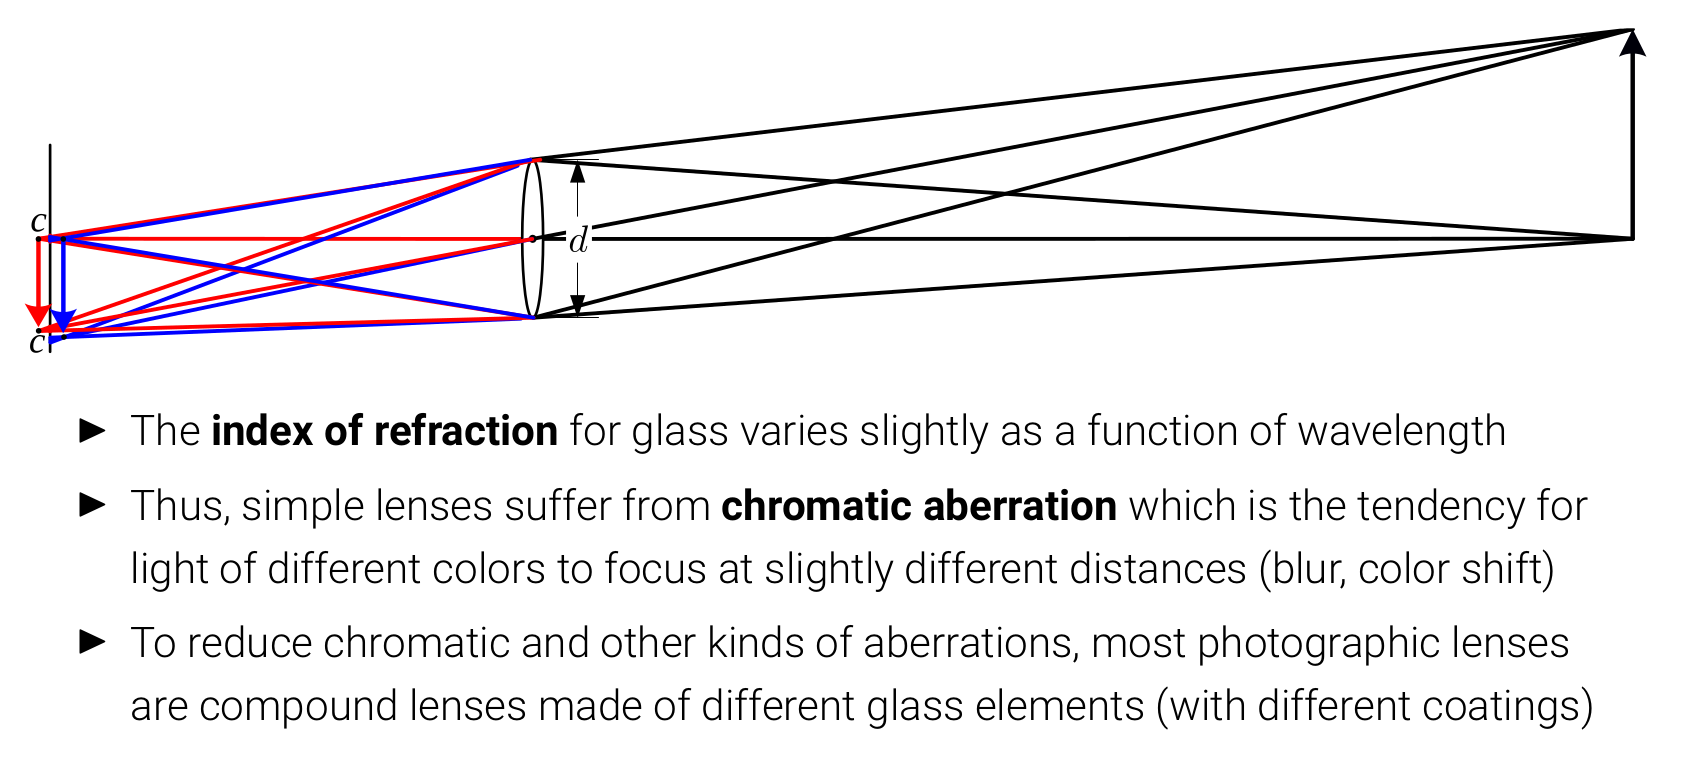 c
d
c
▶ The index of refraction for glass varies slightly as a function of wavelength
▶ Thus, simple lenses suffer from chromatic aberration which is the tendency for
light of different colors to focus at slightly different distances (blur, color shift)
▶ To reduce chromatic and other kinds of aberrations, most photographic lenses
are compound lenses made of different glass elements (with different coatings)